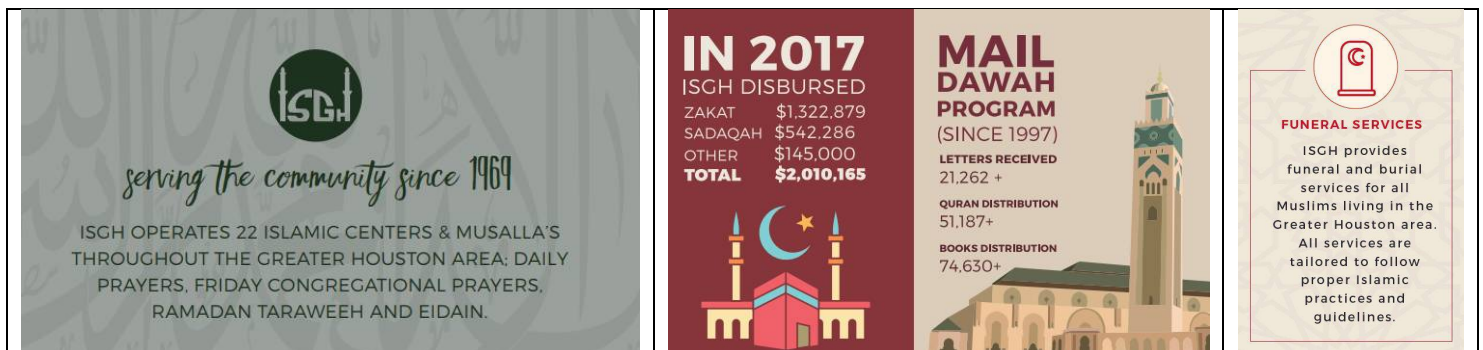 ISGH
serving the community since 1969
ISGH OPERATES 22 ISLAMIC CENTERS & MUSALLA'S
THROUGHOUT THE GREATER HOUSTON AREA; DAILY
PRAYERS, FRIDAY CONGREGATIONAL PRAYERS,
RAMADAN TARAWEEH AND EIDAIN.
IN 2017
ISGH DISBURSED
ZAKAT $1,322,879
SADAQAH $542,286
OTHER $145,000
TOTAL $2,010,165
MAIL
DAWAH
PROGRAM
(SINCE 1997)
LETTERS RECEIVED
21,262 +
QURAN DISTRIBUTION
51,187+
BOOKS DISTRIBUTION
74,630+
FUNERAL SERVICES
ISGH provides
funeral and burial
services for all
Muslims living in the
Greater Houston area.
All services are
tailored to follow
proper Islamic
practices and
guidelines.